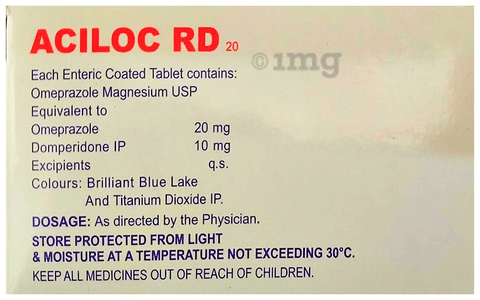 ACILOC RD 20
©1mg
Each Enteric Coated Tablet contains:
Omeprazole Magnesium USP
Equivalent to
Omeprazole 20 mg
Domperidone IP 10 mg
Excipients q.s.
Colours: Brilliant Blue Lake
And Titanium Dioxide IP.
DOSAGE: As directed by the Physician.
STORE PROTECTED FROM LIGHT
& MOISTURE AT A TEMPERATURE NOT EXCEEDING 30°C.
KEEP ALL MEDICINES OUT OF REACH OF CHILDREN.